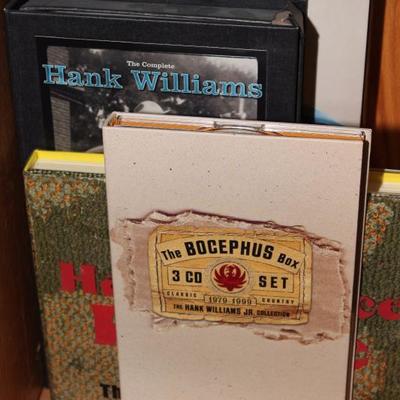 The Complete
Hank Williams
The BOCEPHUS Box
3 CD SET
CLASSIC COUNTRY
1979-1999
THE HANK WILLIAMS JR. COLLECTION